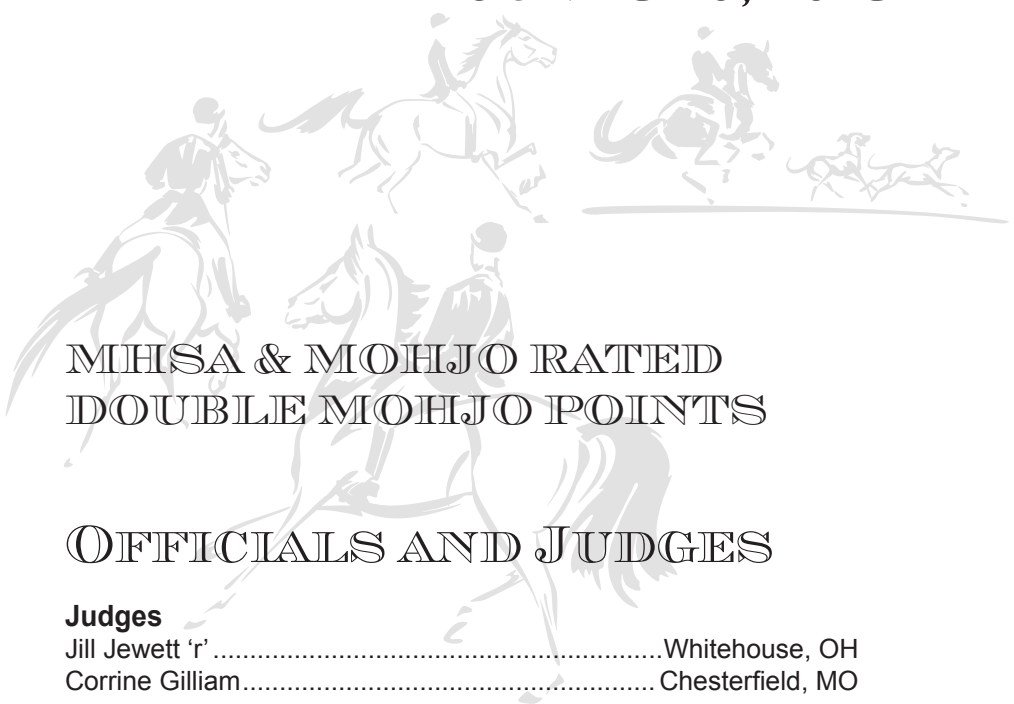 MHSA & MOHJO RATED
DOUBLE MOHJO POINTS
OFFICIALS AND JUDGES
Judges
Jill Jewett ‘r’.............................................................Whitehouse, OH
Corrine Gilliam........................................................ Chesterfield, MO